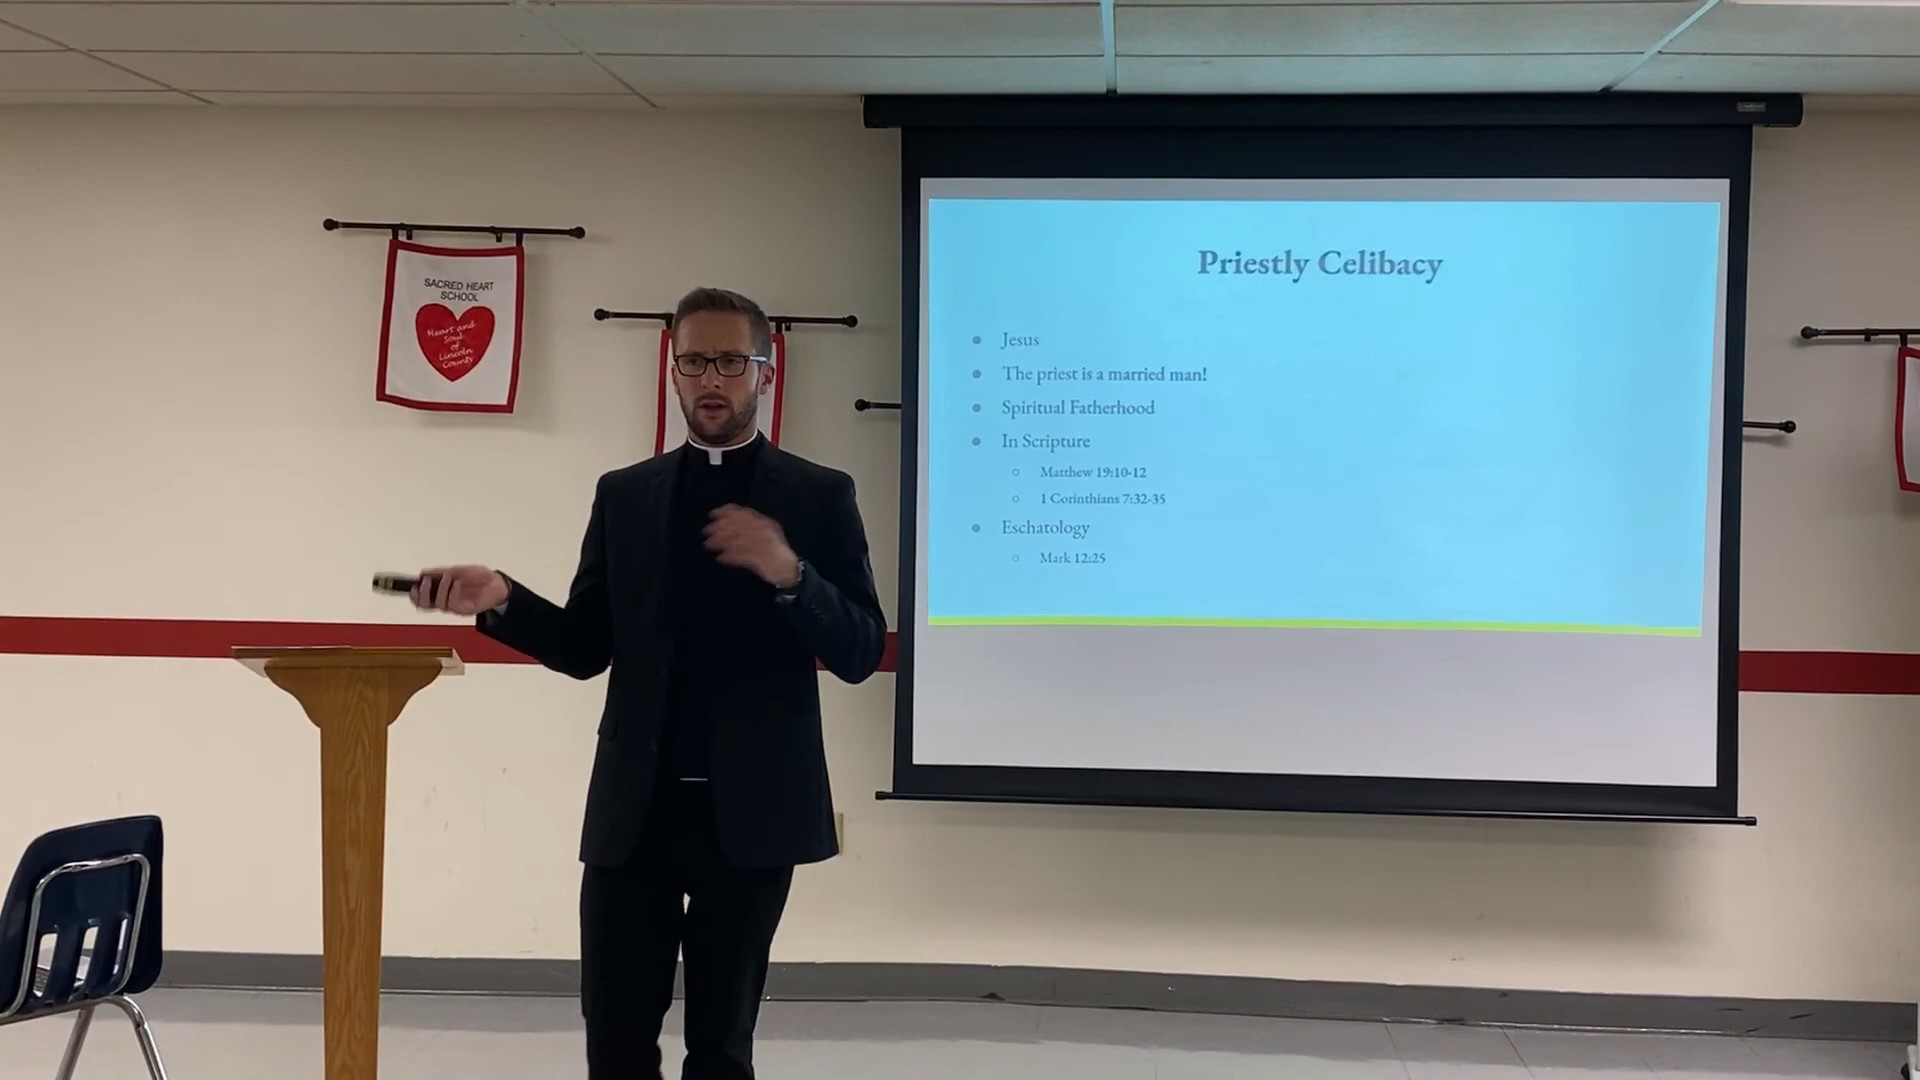 SACRED HEART
SCHOOL
Heart and
Soul
of
Lincoln
County
Priestly Celibacy
Jesus
The priest is a married man!
Spiritual Fatherhood
In Scripture
Matthew 19:10-12
1 Corinthians 7:32-35
Eschatology
Mark 12:25